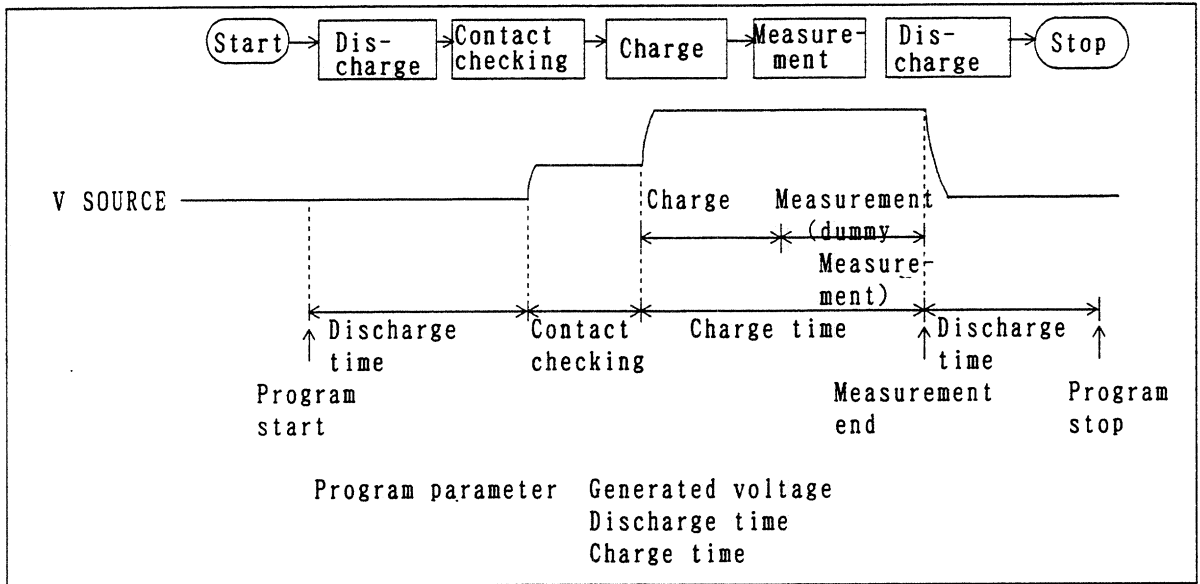 Start
Dis-
charge
Contact
checking
Charge
Measure-
ment
Dis-
charge
Stop
V SOURCE
Charge
Measurement
(dummy
Measure-
ment)
Discharge
time
Contact
checking
Charge time
Discharge
time
Program
start
Measurement
end
Program
stop
Program parameter Generated voltage
Discharge time
Charge time